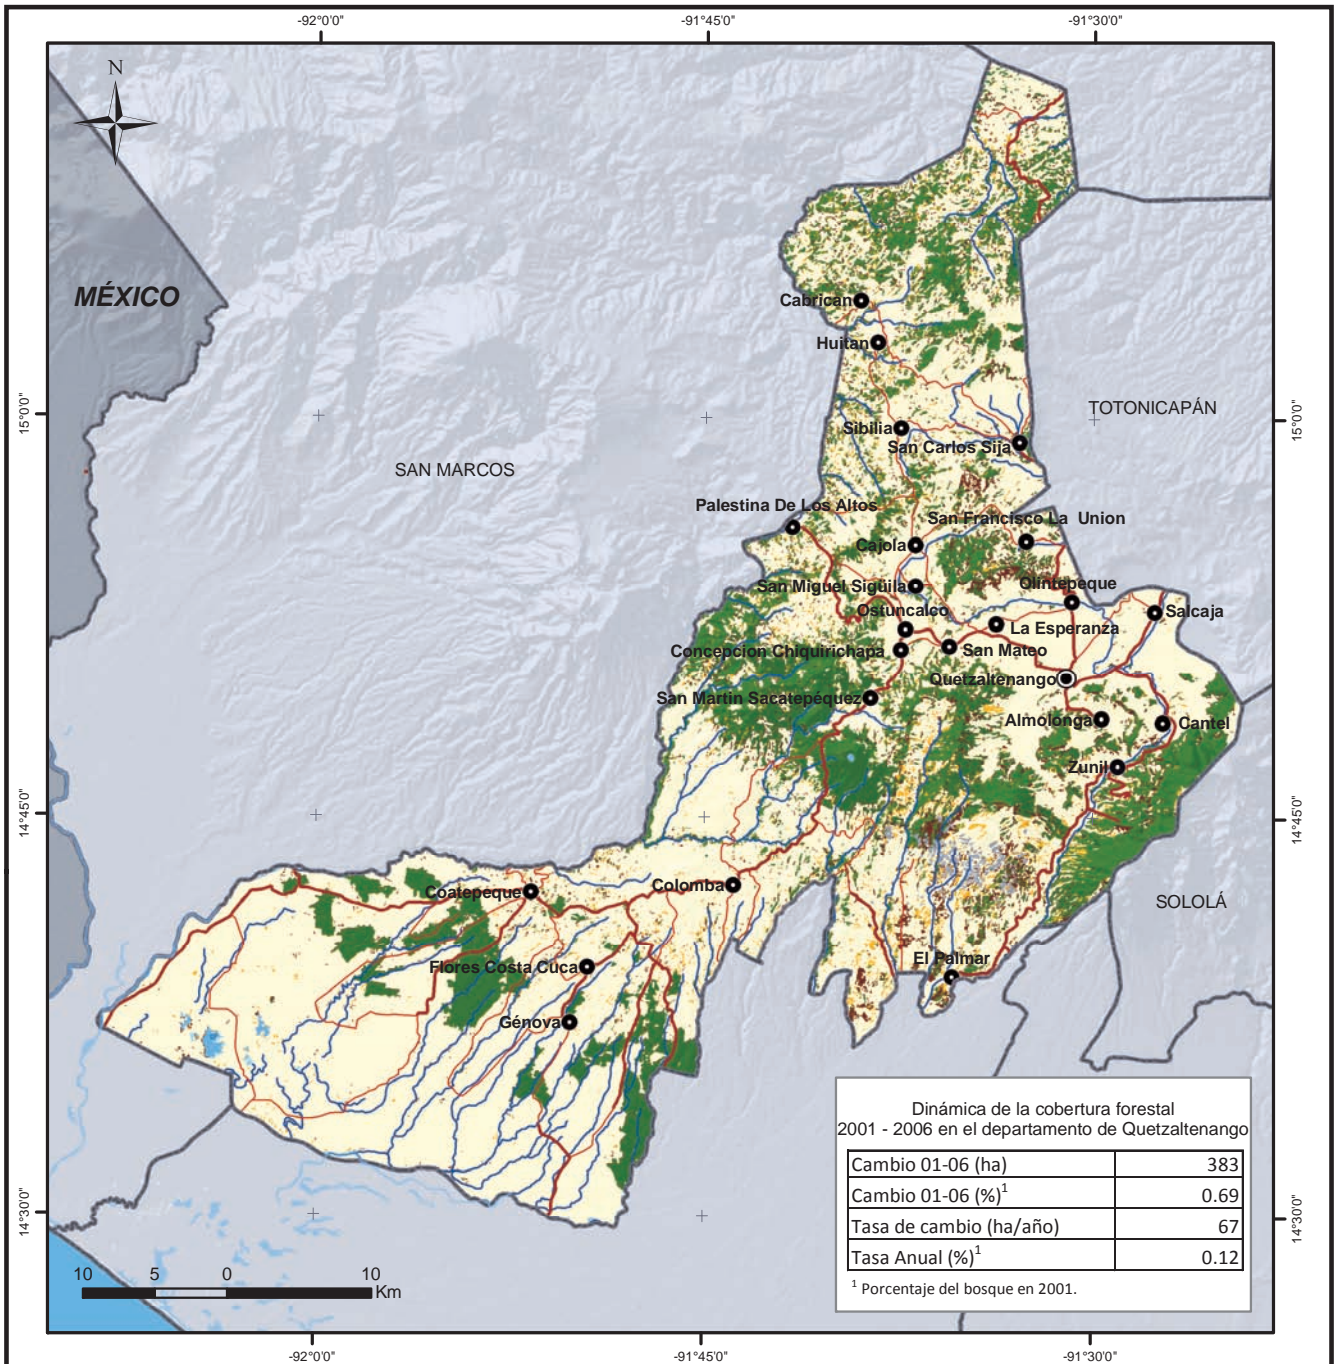 -92°0'0"
-91°45'0"
-91°30'0"
N
MÉXICO
Cabrican
Huitan
15°0'0"
15°0'0"
TOTONICAPÁN
Sibilia
San Carlos Sija
SAN MARCOS
Palestina De Los Altos
San Francisco La Union
Cajola
San Miguel Sigüila
Olintepeque
Ostuncalco
Salcaja
La Esperanza
Concepcion Chiquirichapa
San Mateo
Quetzaltenango
San Martin Sacatepéquez
Almolonga
Cantel
Zunil
14°45'0"
14°45'0"
Coatepeque
Colomba
SOLOLÁ
El Palmar
Flores Costa Cuca
Génova
Dinámica de la cobertura forestal
2001 - 2006 en el departamento de Quetzaltenango
Cambio 01-06 (ha) 383
Cambio 01-06 (%)1 0.69
Tasa de cambio (ha/año) 67
Tasa Anual (%)1 0.12
1 Porcentaje del bosque en 2001.
14°30'0"
14°30'0"
10 5 0 10
Km
-92°0'0"
-91°45'0"
-91°30'0"